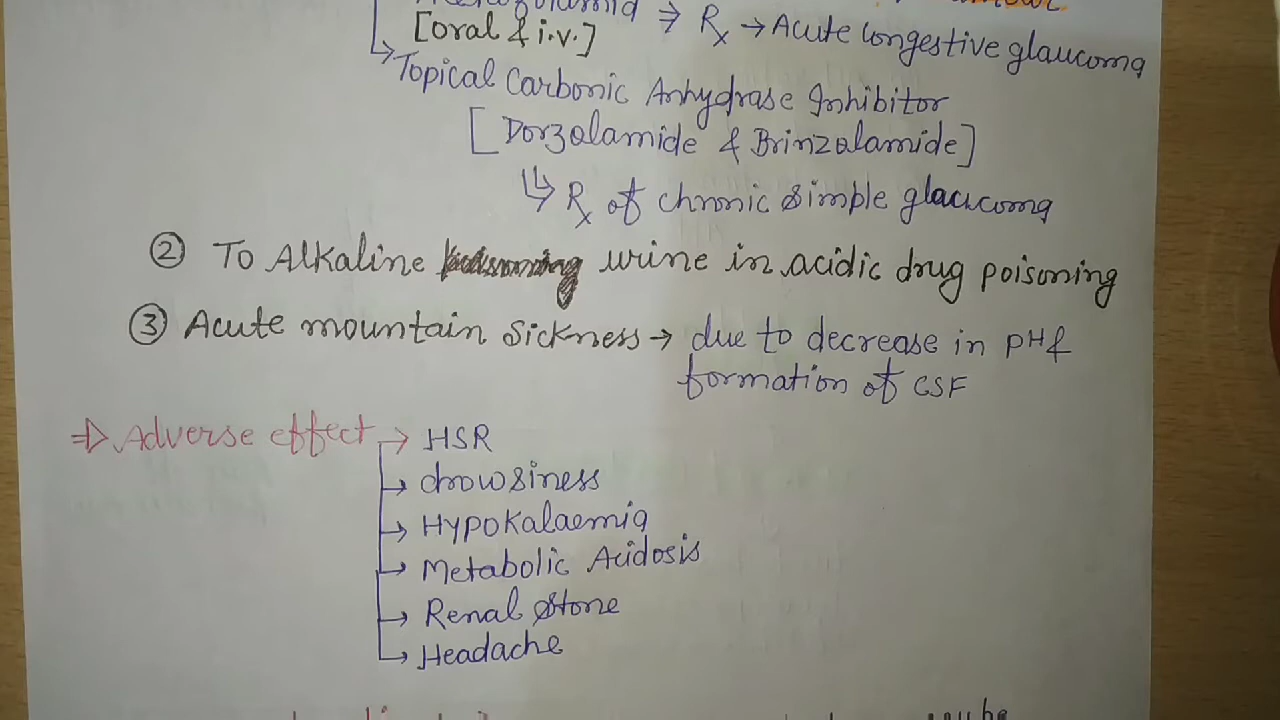 ⇒ Rx → Acute Congestive glaucoma
[oral & i.v.]
↳ Topical Carbonic Anhydrase Inhibitor
[Dorzolamide & Brinzolamide]
↳ Rx of chronic simple glaucoma
② To Alkaline urine in acidic drug poisoning
③ Acute mountain Sickness → due to decrease in pH &
formation of CSF
⇒ Adverse effect → HSR
→ drowsiness
→ Hypokalaemia
→ Metabolic Acidosis
→ Renal Stone
→ Headache